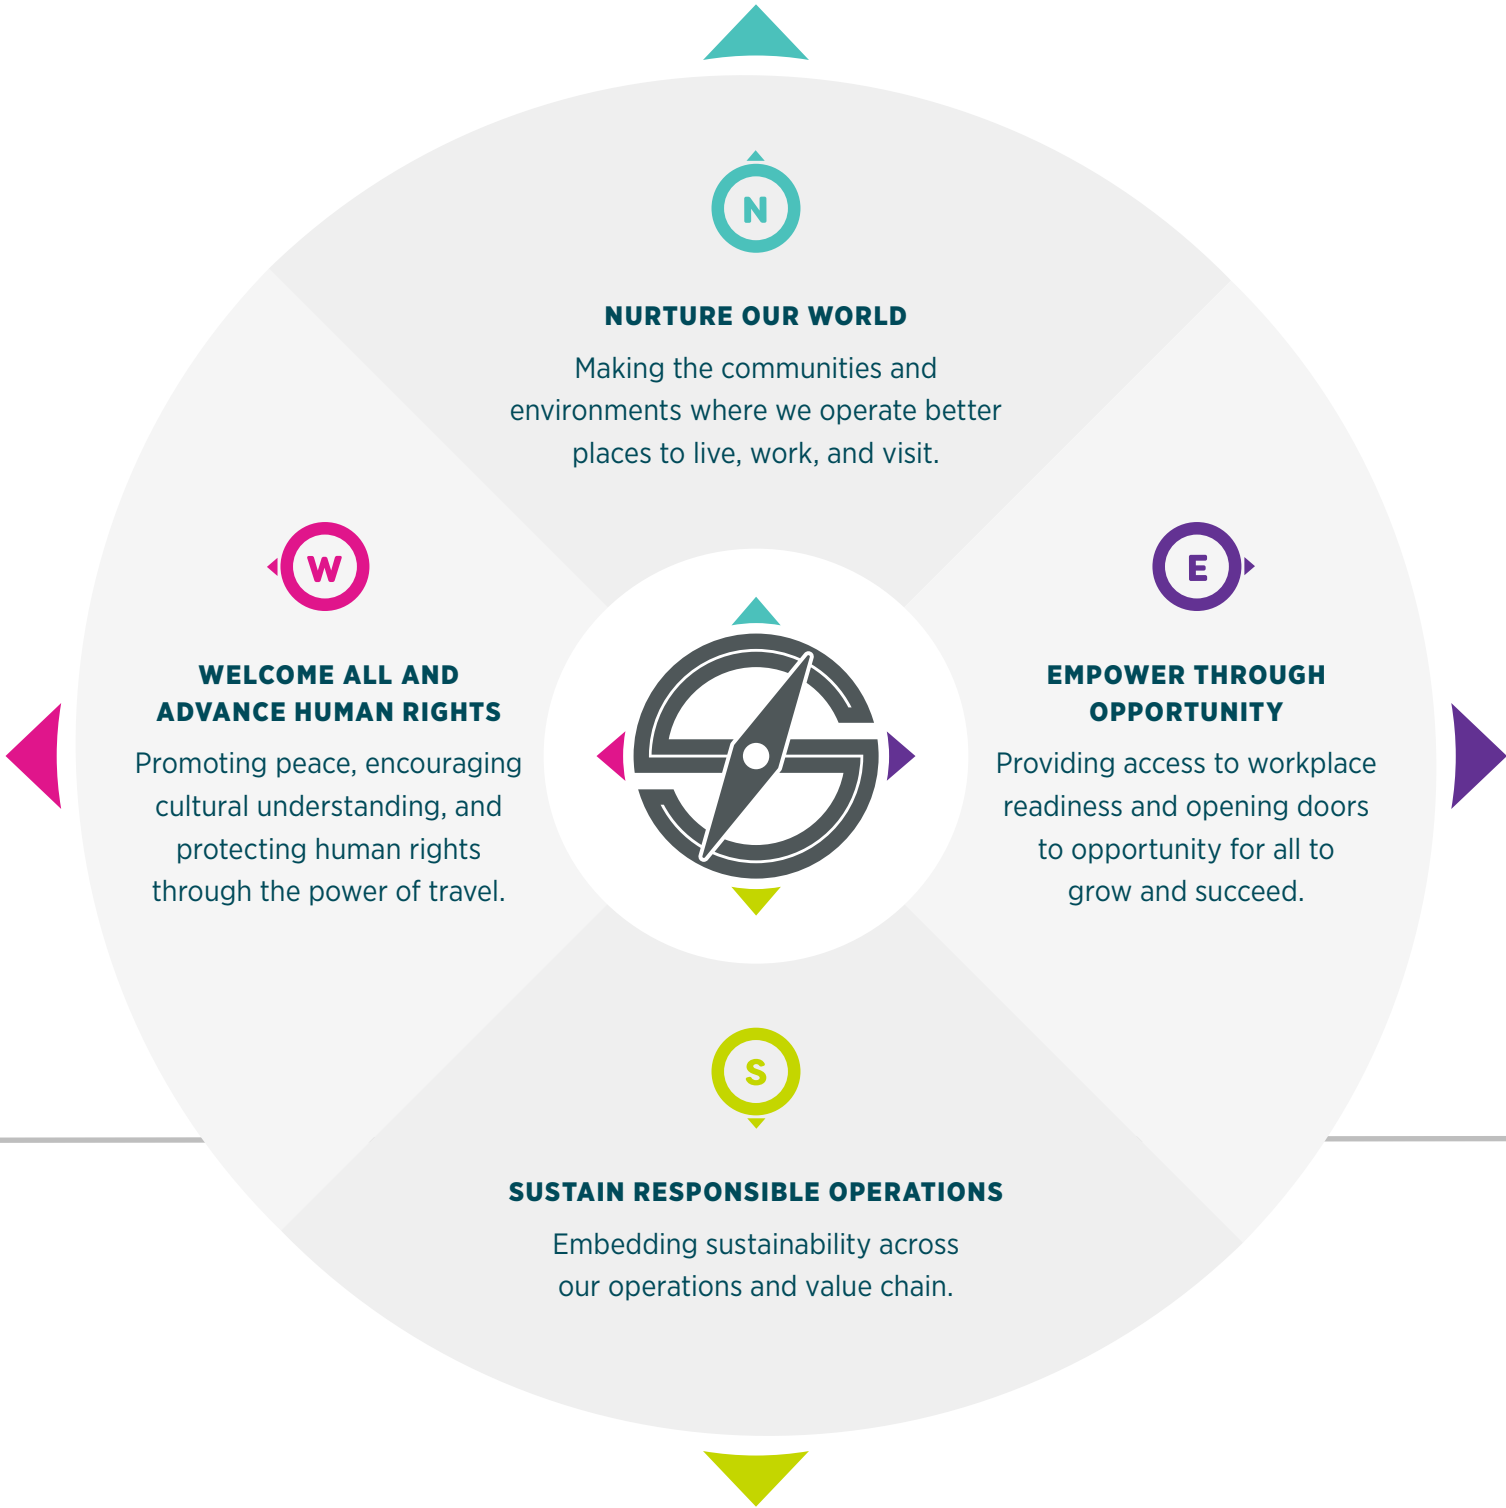 N
NURTURE OUR WORLD
Making the communities and
environments where we operate better
places to live, work, and visit.
W
WELCOME ALL AND
ADVANCE HUMAN RIGHTS
Promoting peace, encouraging
cultural understanding, and
protecting human rights
through the power of travel.
E
EMPOWER THROUGH
OPPORTUNITY
Providing access to workplace
readiness and opening doors
to opportunity for all to
grow and succeed.
S
SUSTAIN RESPONSIBLE OPERATIONS
Embedding sustainability across
our operations and value chain.